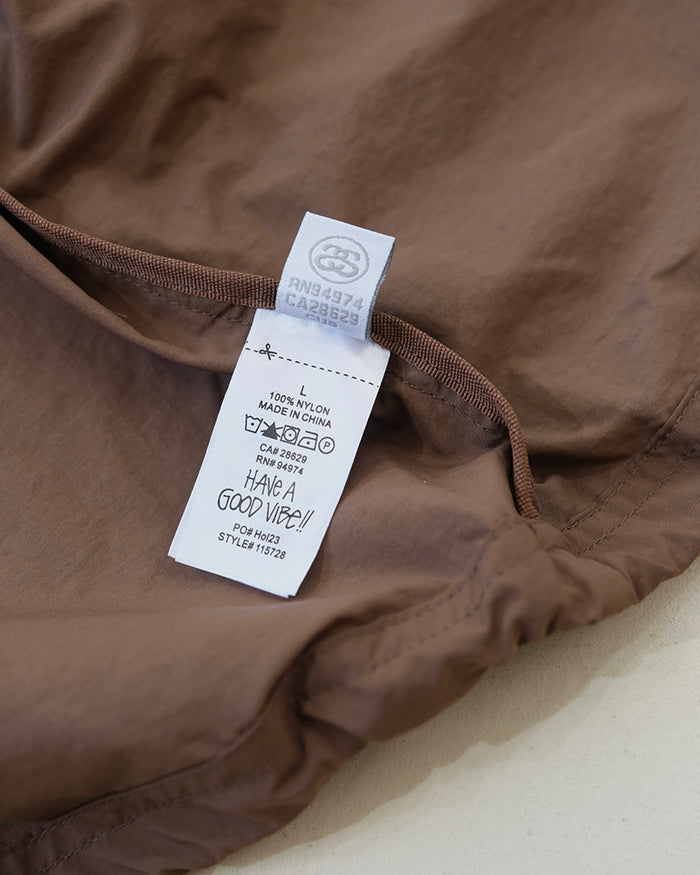 RN94974
CA28629
L
100% NYLON
MADE IN CHINA
P
CA# 28629
RN# 94974
HAVE A
GOOD VIBE!!
PO# Hol23
STYLE# 115728